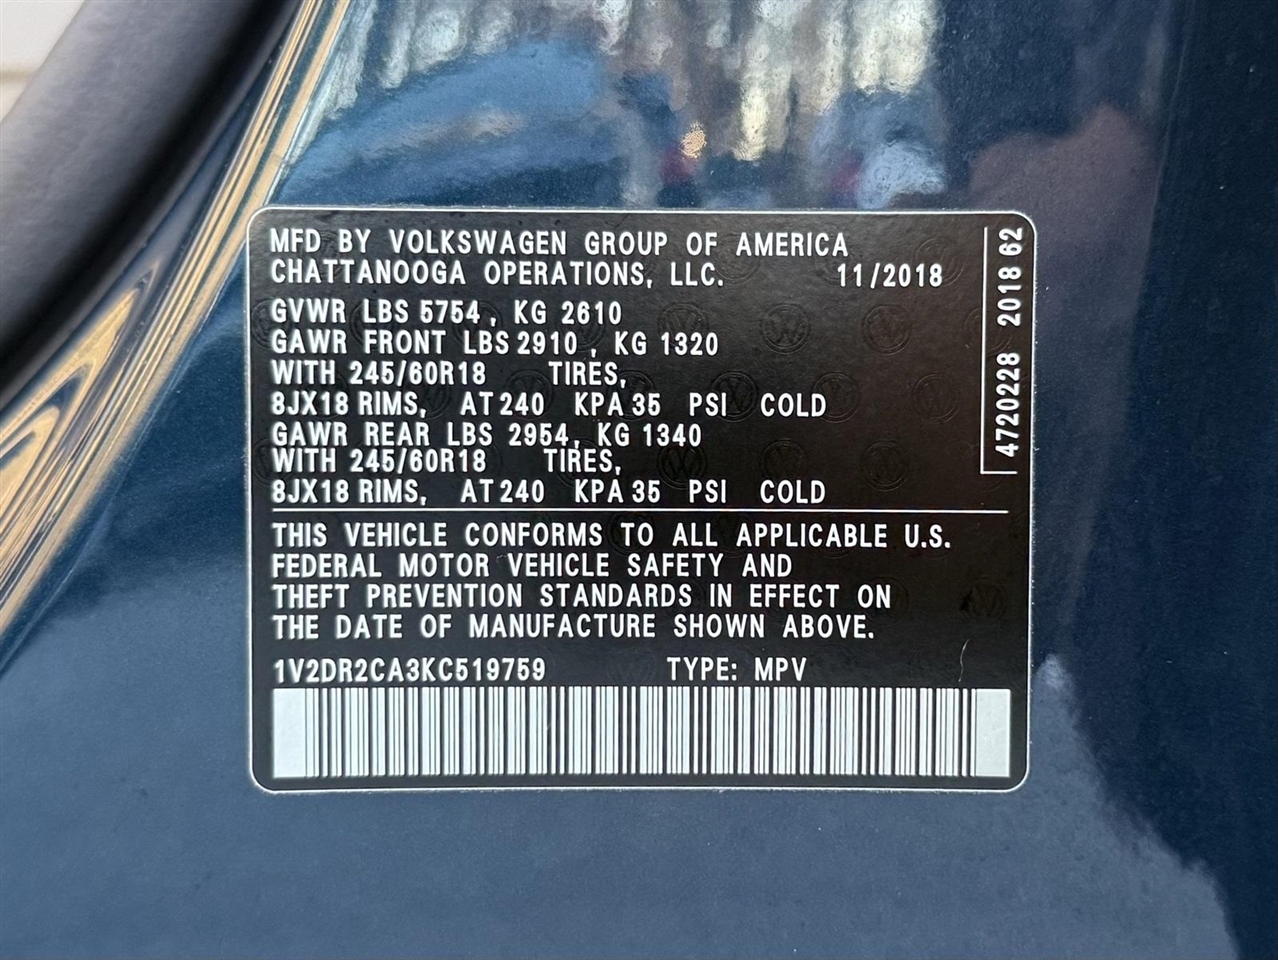 MFD BY VOLKSWAGEN GROUP OF AMERICA
CHATTANOOGA OPERATIONS, LLC. 11/2018
GVWR LBS 5754, KG 2610
GAWR FRONT LBS 2910, KG 1320
WITH 245/60R18 TIRES,
8JX18 RIMS, AT 240 KPA 35 PSI COLD
GAWR REAR LBS 2954, KG 1340
WITH 245/60R18 TIRES,
8JX18 RIMS, AT 240 KPA 35 PSI COLD
THIS VEHICLE CONFORMS TO ALL APPLICABLE U.S.
FEDERAL MOTOR VEHICLE SAFETY AND
THEFT PREVENTION STANDARDS IN EFFECT ON
THE DATE OF MANUFACTURE SHOWN ABOVE.
1V2DR2CA3KC519759 TYPE: MPV
4720228 2018 62